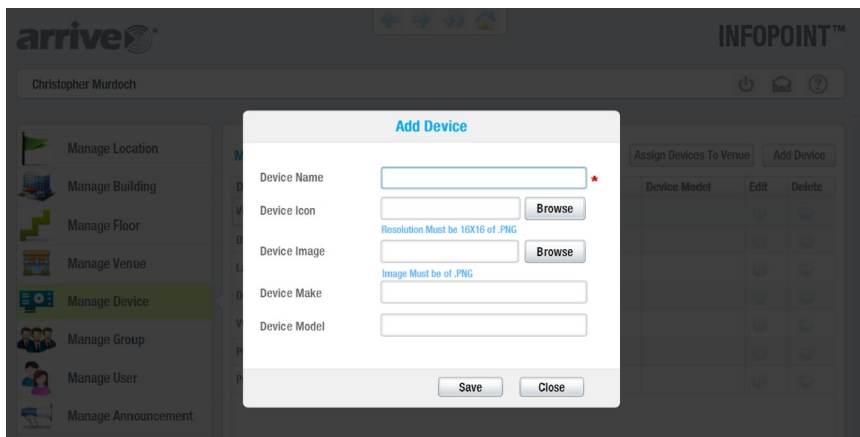 arrive
INFOPOINT™
Christopher Murdoch
Manage Location
Manage Building
Manage Floor
Manage Venue
Manage Device
Manage Group
Manage User
Manage Announcement
Assign Devices To Venue
Add Device
Device Model
Edit
Delete
Add Device
Device Name
*
Device Icon
Browse
Resolution Must be 16X16 of .PNG
Device Image
Browse
Image Must be of .PNG
Device Make
Device Model
Save
Close